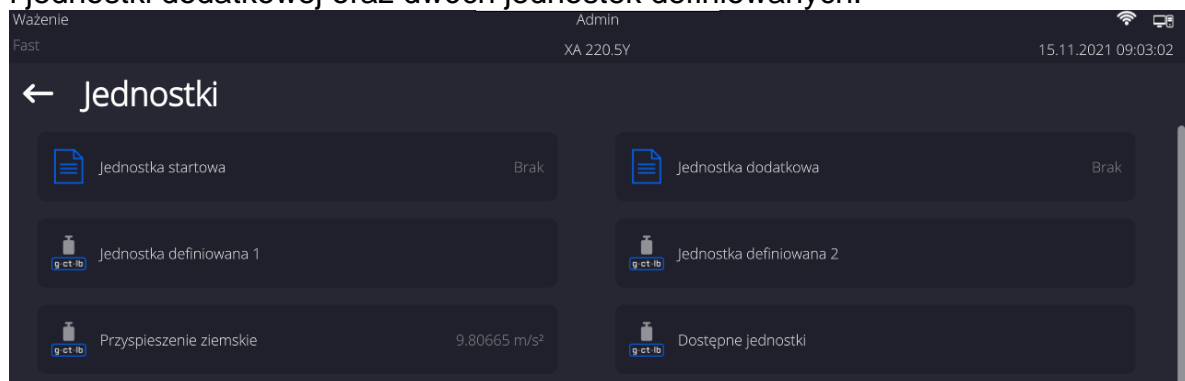 i jednostki dodatkowej oraz dwóch jednostek definiowanych.
Ważenie Admin
Fast XA 220.5Y 15.11.2021 09:03:02
← Jednostki
Jednostka startowa Brak Jednostka dodatkowa Brak
g·ct·lb Jednostka definiowana 1 g·ct·lb Jednostka definiowana 2
g·ct·lb Przyspieszenie ziemskie 9.80665 m/s² g·ct·lb Dostępne jednostki